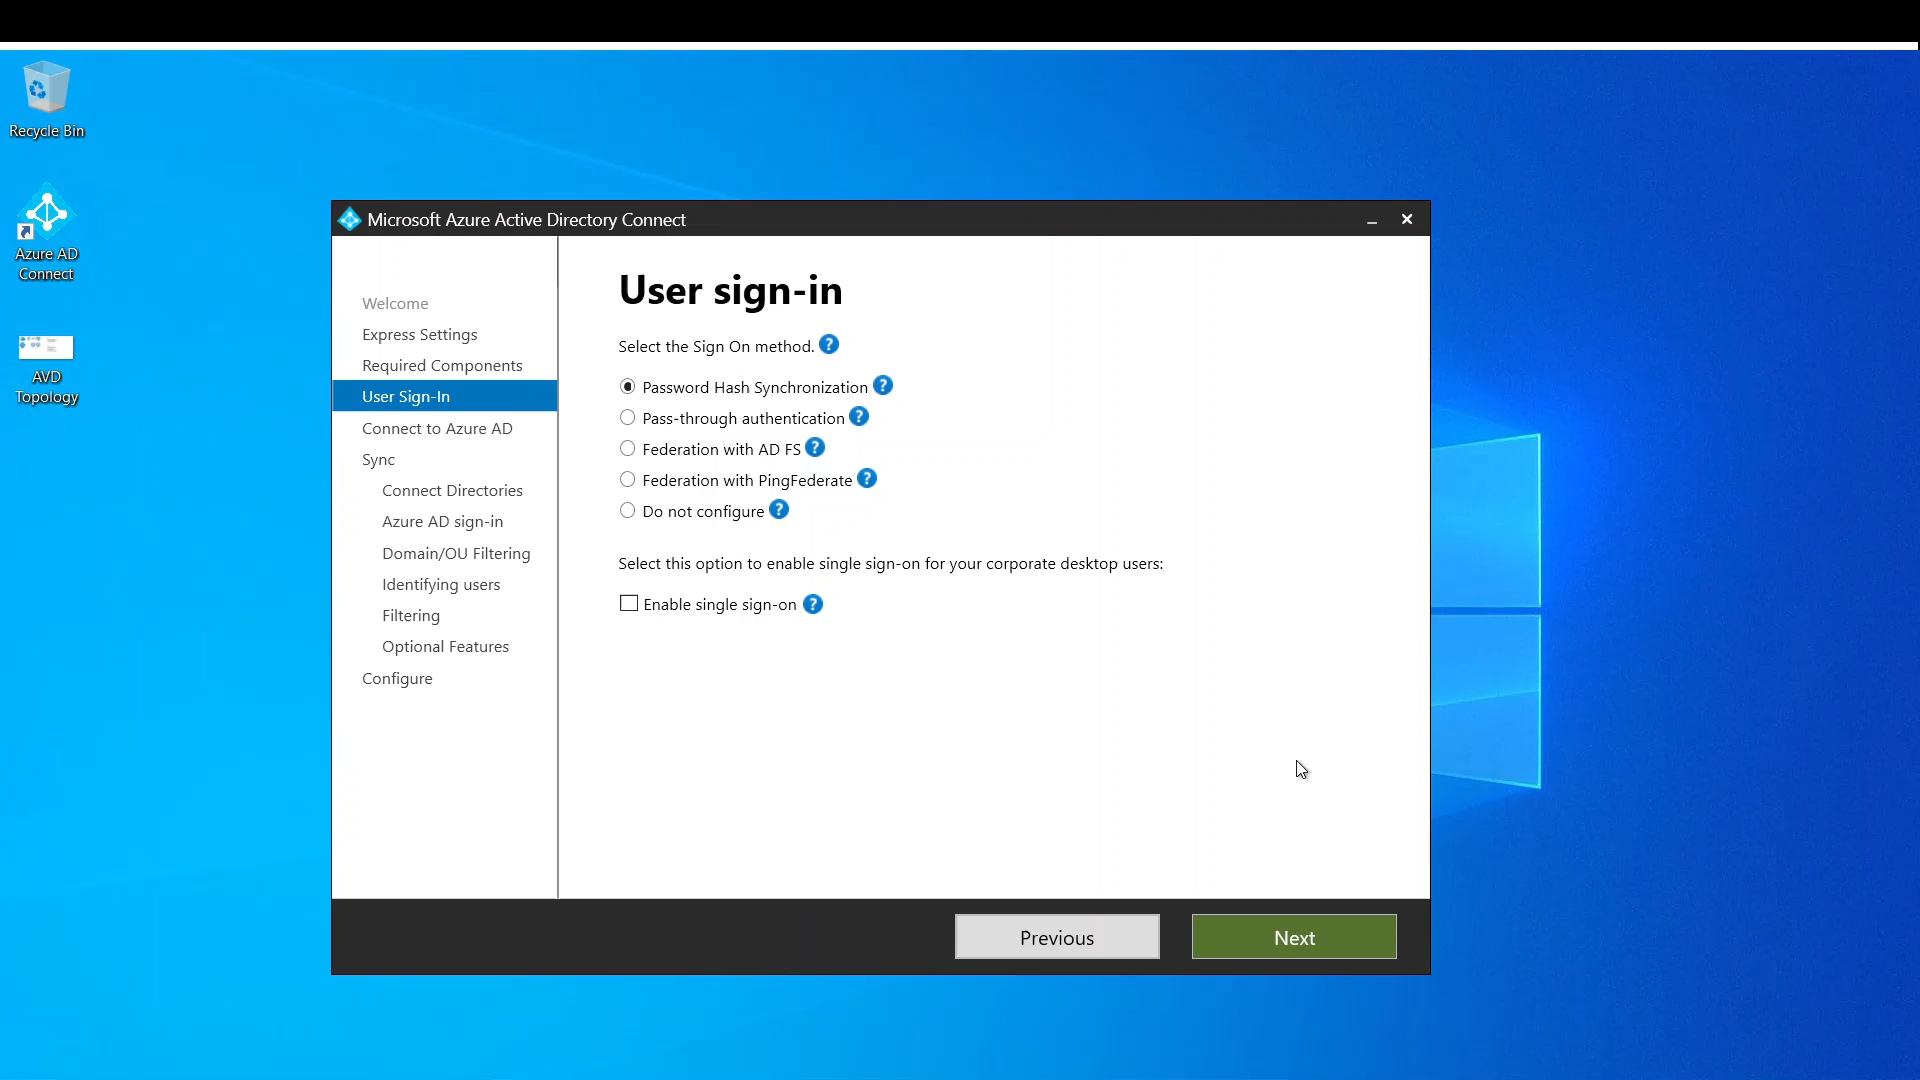 Recycle Bin
Azure AD
Connect
AVD
Topology
Microsoft Azure Active Directory Connect
Welcome
Express Settings
Required Components
User Sign-In
Connect to Azure AD
Sync
Connect Directories
Azure AD sign-in
Domain/OU Filtering
Identifying users
Filtering
Optional Features
Configure
User sign-in
Select the Sign On method. ?
Password Hash Synchronization ?
Pass-through authentication ?
Federation with AD FS ?
Federation with PingFederate ?
Do not configure ?
Select this option to enable single sign-on for your corporate desktop users:
Enable single sign-on ?
Previous
Next